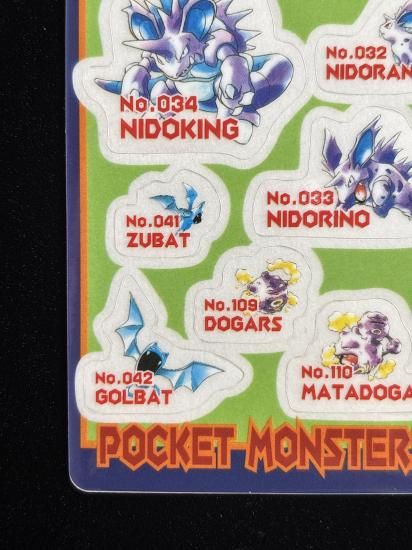 No.034
NIDOKING
No.032
NIDORAN
No.041
ZUBAT
No.033
NIDORINO
No.109
DOGARS
No.042
GOLBAT
No.110
MATADOGA
POCKET MONSTER